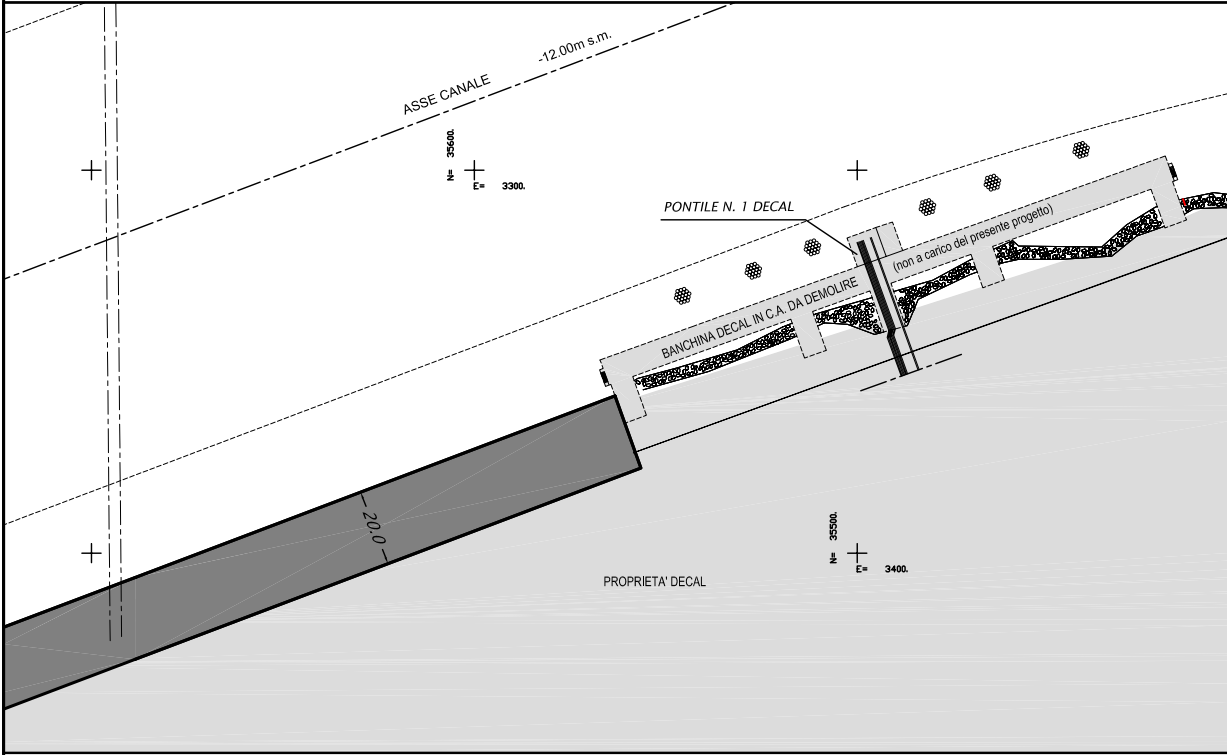 -12.00m s.m.
ASSE CANALE
N= 35600.
E= 3300.
PONTILE N. 1 DECAL
(non a carico del presente progetto)
BANCHINA DECAL IN C.A. DA DEMOLIRE
20.0
N= 35500.
E= 3400.
PROPRIETA' DECAL